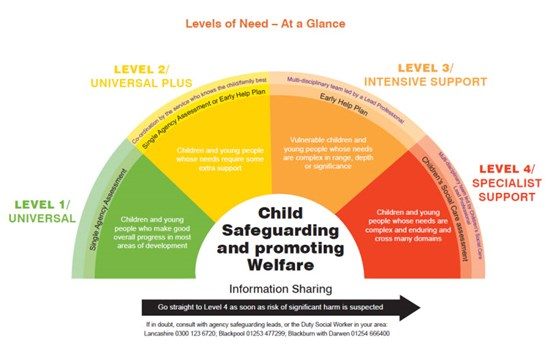 Levels of Need – At a Glance
LEVEL 1/
UNIVERSAL
Single Agency Assessment
Children and young
people who make good
overall progress in most
areas of development
LEVEL 2/
UNIVERSAL PLUS
Co-ordination by the service who knows the child/family best
Single Agency Assessment or Early Help Plan
Children and young people
whose needs require some
extra support
LEVEL 3/
INTENSIVE SUPPORT
Multi-disciplinary team led by a Lead Professional
Early Help Plan
Vulnerable children and
young people whose needs
are complex in range, depth
or significance
LEVEL 4/
SPECIALIST
SUPPORT
Children's Social Care assessment
Children and young
people whose needs are
complex and enduring and
cross many domains
Child
Safeguarding
and promoting
Welfare
Information Sharing
Go straight to Level 4 as soon as risk of significant harm is suspected
If in doubt, consult with agency safeguarding leads, or the Duty Social Worker in your area:
Lancashire 0300 123 6720, Blackpool 01253 477299; Blackburn with Darwen 01254 666400